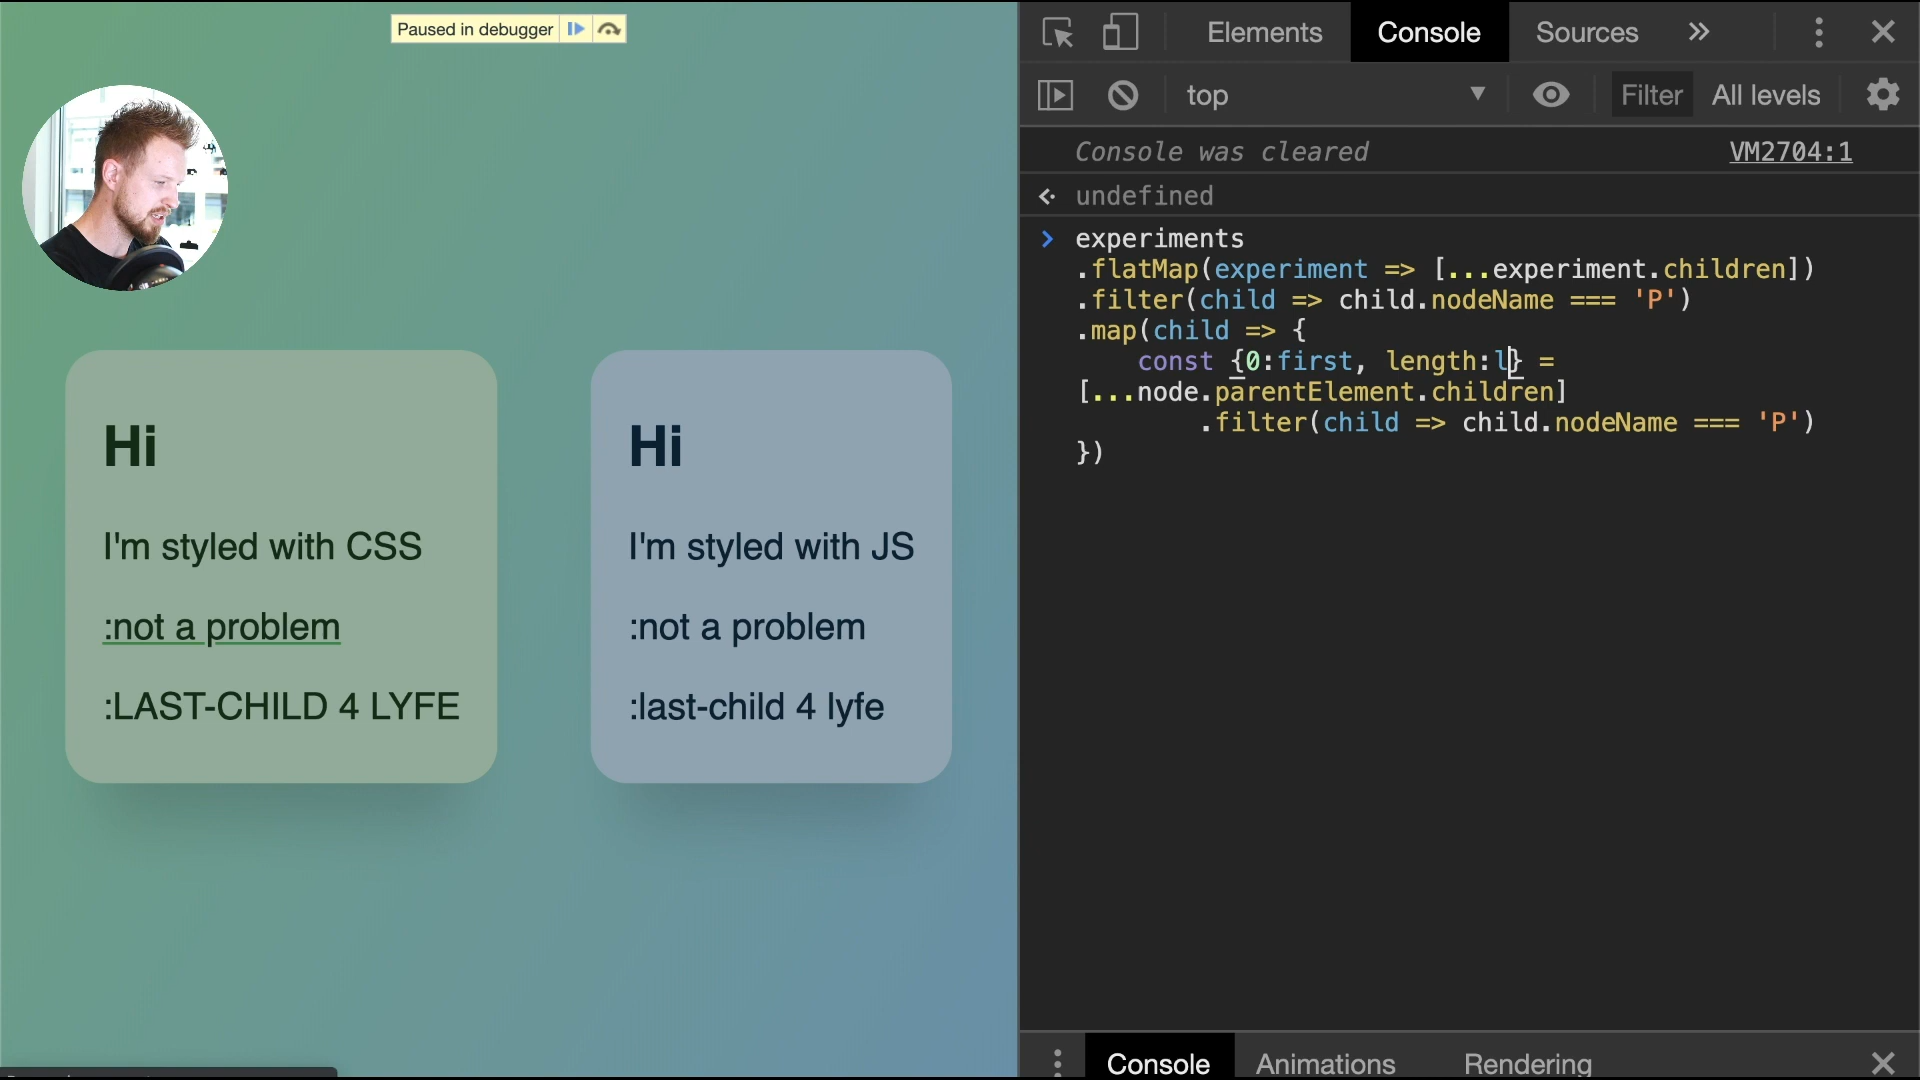 Paused in debugger
Elements
Console
Sources
top
Filter
All levels
Console was cleared
VM2704:1
undefined
experiments
.flatMap(experiment => [...experiment.children])
.filter(child => child.nodeName === 'P')
.map(child => {
const {0:first, length:l} =
[...node.parentElement.children]
.filter(child => child.nodeName === 'P')
})
Hi
I'm styled with CSS
:not a problem
:LAST-CHILD 4 LYFE
Hi
I'm styled with JS
:not a problem
:last-child 4 lyfe
Console
Animations
Rendering